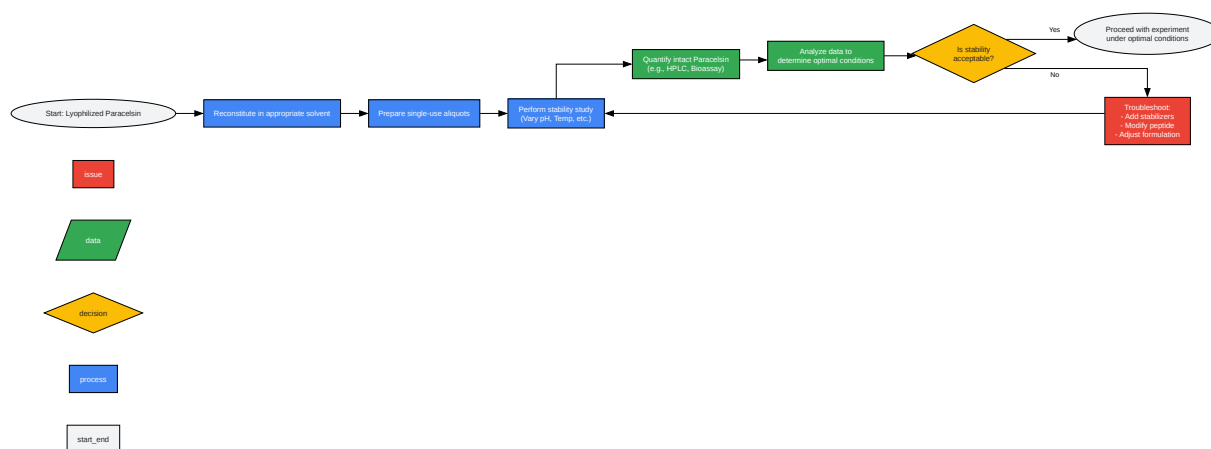 Start: Lyophilized Paracelsin
Reconstitute in appropriate solvent
Prepare single-use aliquots
Perform stability study
(Vary pH, Temp, etc.)
Quantify intact Paracelsin
(e.g., HPLC, Bioassay)
Analyze data to
determine optimal conditions
Is stability
acceptable?
Yes
Proceed with experiment
under optimal conditions
No
Troubleshoot:
- Add stabilizers
- Modify peptide
- Adjust formulation
issue
data
decision
process
start_end